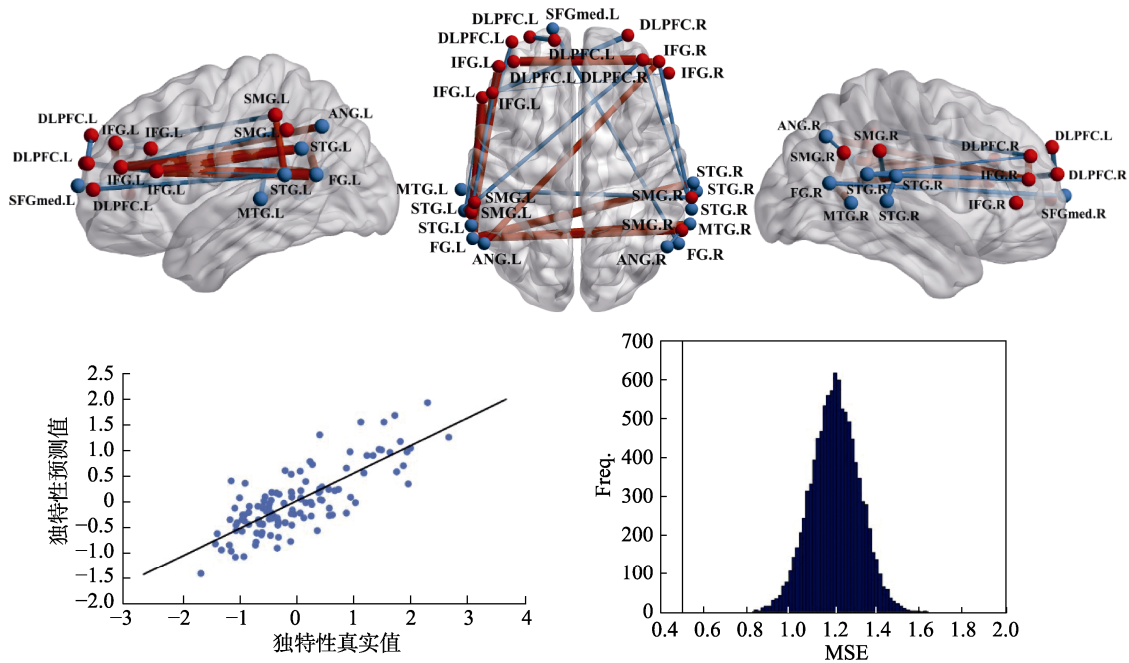 DLPFC.L
IFG.L
IFG.L
SMG.L
ANG.L
SMG.L
STG.L
DLPFC.L
IFG.L
IFG.L
STG.L
FG.L
SFGmed.L
DLPFC.L
MTG.L
SFGmed.L
DLPFC.L
DLPFC.R
DLPFC.L
DLPFC.L
IFG.R
IFG.L
DLPFC.L
DLPFC.R
IFG.R
IFG.L
IFG.L
MTG.L
SMG.L
SMG.R
STG.R
STG.R
STG.L
SMG.L
STG.R
STG.L
SMG.R
MTG.R
FG.L
ANG.L
ANG.R
FG.R
ANG.R
SMG.R
DLPFC.L
SMG.R
DLPFC.R
FG.R
STG.R
STG.R
IFG.R
DLPFC.R
MTG.R
STG.R
IFG.R
SFGmed.R
2.5
2.0
1.5
1.0
0.5
0
−0.5
−1.0
−1.5
−2.0
独特性预测值
−3
−2
−1
0
1
2
3
4
独特性真实值
700
600
500
400
300
200
100
0
Freq.
0.4
0.6
0.8
1.0
1.2
1.4
1.6
1.8
2.0
MSE